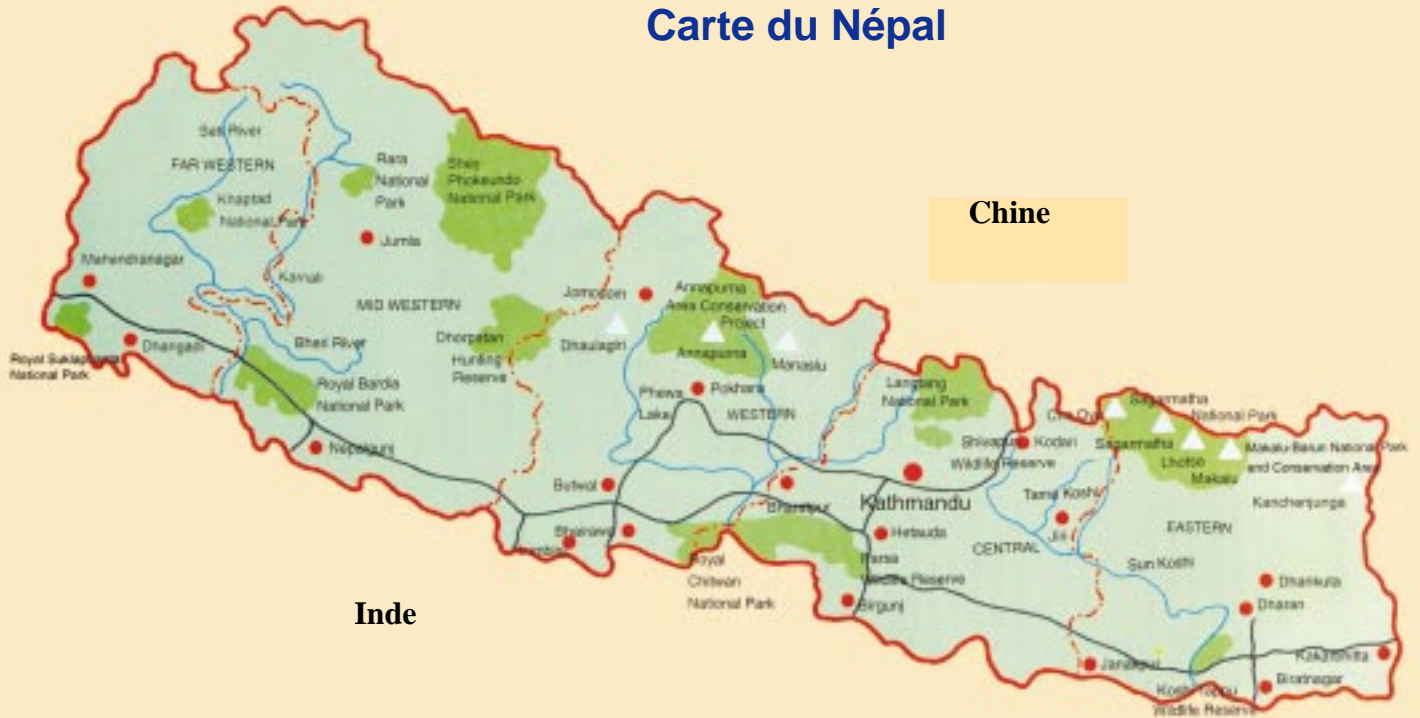 Carte du Népal
Seti River
FAR WESTERN
Khaptad
National Park
Rara
National
Park
Shey
Phoksundo
National Park
Chine
Jumla
Mahendranagar
Karnali
MID WESTERN
Jomosom
Annapurna
Area Conservation
Project
Dhangadi
Bheri River
Dhorpatan
Hunting
Reserve
Dhaulagiri
Annapurna
Manaslu
Royal
National Park
Royal Bardia
National Park
Phewa
Lake
Pokhara
WESTERN
Langtang
National Park
Cho Oyu
Sagarmatha
National Park
Nepalgunj
Shivapuri
Wildlife Reserve
Kodari
Sagarmatha
Lhotse
Makalu
Makalu-Barun National Park
and Conservation Area
Butwal
Kathmandu
Tama Koshi
Kanchenjunga
Hetauda
CENTRAL
Jiri
EASTERN
Sun Koshi
Royal
Chitwan
National Park
Parsa
Wildlife Reserve
Birgunj
Inde
Dhankuta
Dharan
Janakpur
Kakarbhitta
Biratnagar
Koshi Tappu
Wildlife Reserve